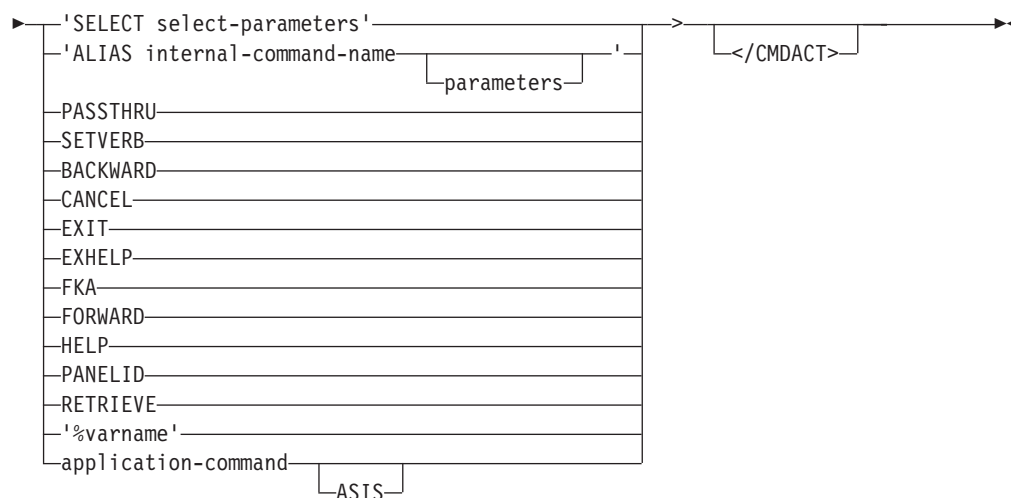 'SELECT select-parameters' > </CMDACT>
'ALIAS internal-command-name parameters '
PASSTHRU
SETVERB
BACKWARD
CANCEL
EXIT
EXHELP
FKA
FORWARD
HELP
PANELID
RETRIEVE
'%varname'
application-command ASIS